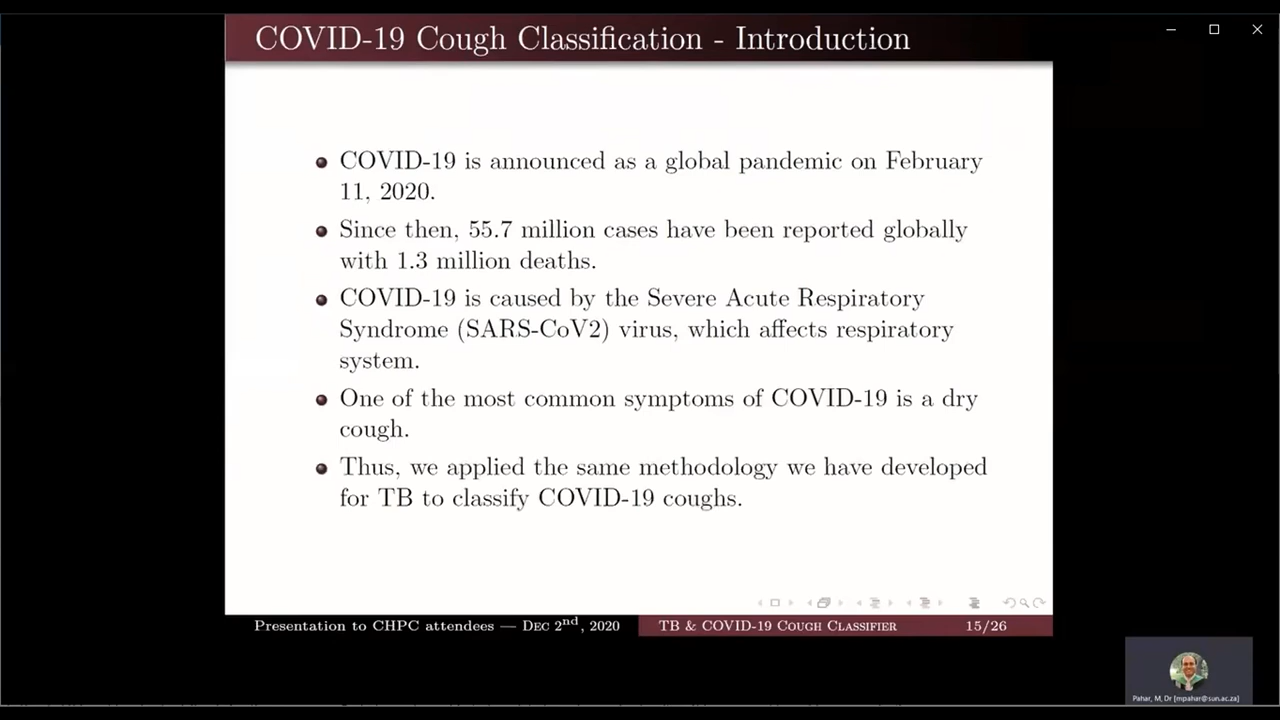 COVID-19 Cough Classification - Introduction
COVID-19 is announced as a global pandemic on February
11, 2020.
Since then, 55.7 million cases have been reported globally
with 1.3 million deaths.
COVID-19 is caused by the Severe Acute Respiratory
Syndrome (SARS-CoV2) virus, which affects respiratory
system.
One of the most common symptoms of COVID-19 is a dry
cough.
Thus, we applied the same methodology we have developed
for TB to classify COVID-19 coughs.
Presentation to CHPC attendees — Dec 2nd, 2020
TB & COVID-19 Cough Classifier
15/26
Pahar, M, Dr [mpahar@sun.ac.za]